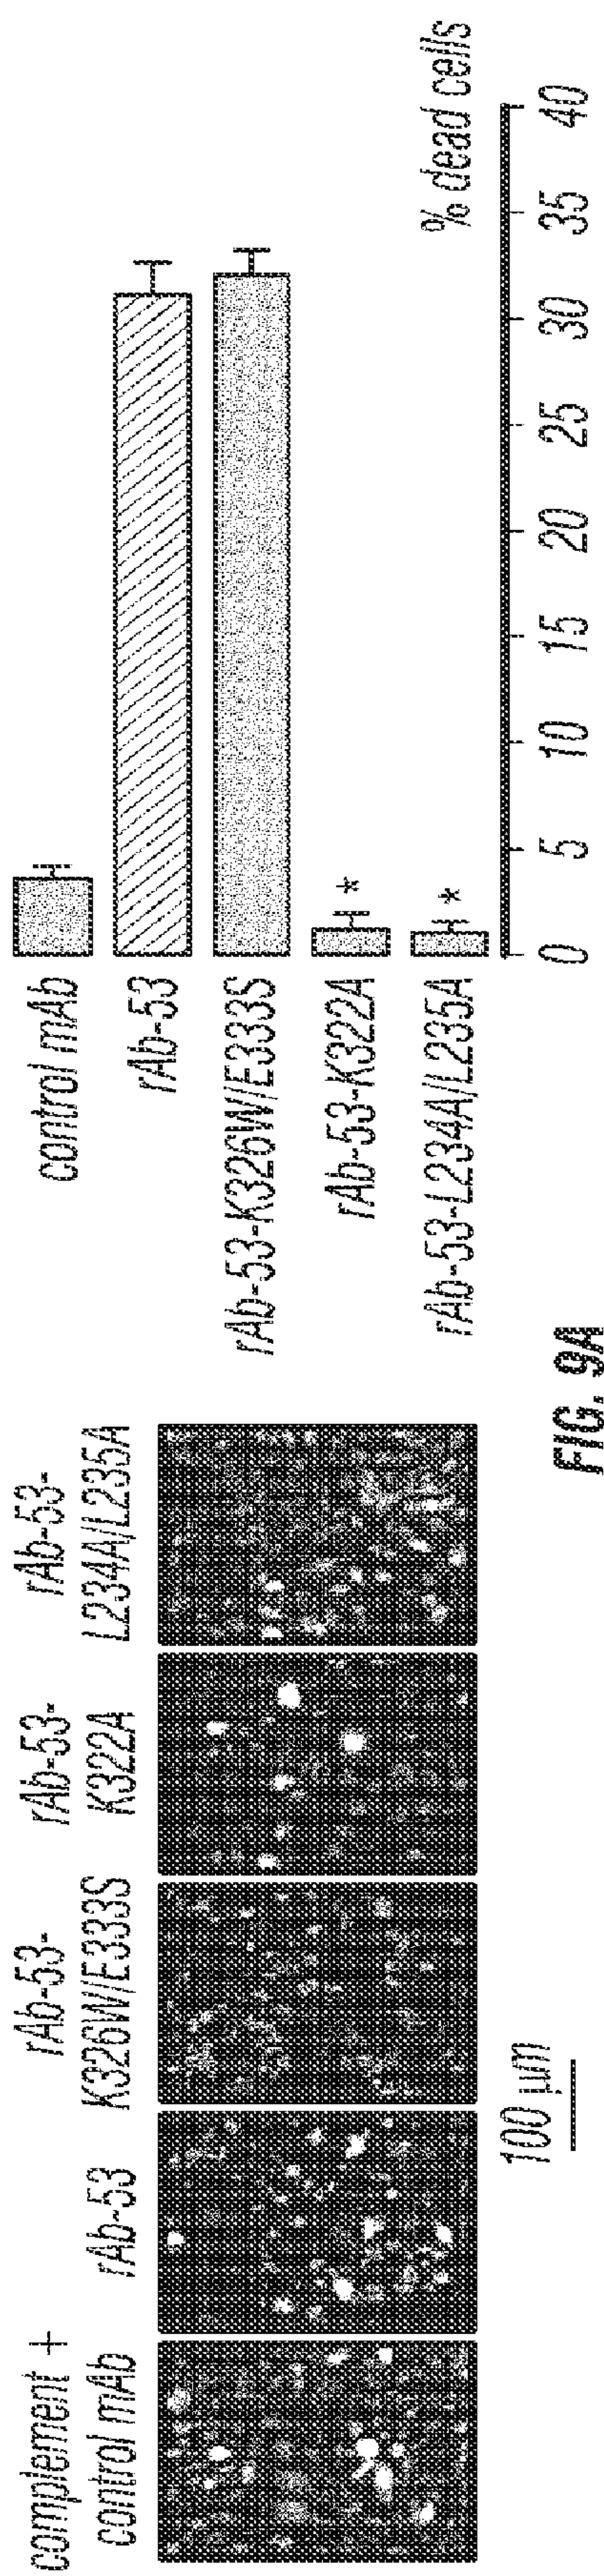 complement +
control mAb
rAb-53
rAb-53-
K326W/E333S
rAb-53-
K322A
rAb-53-
L234A/L235A
100 µm
control mAb
rAb-53
rAb-53-K326W/E333S
rAb-53-K322A
*
rAb-53-L234A/L235A
*
% dead cells
0 5 10 15 20 25 30 35 40
FIG. 9A